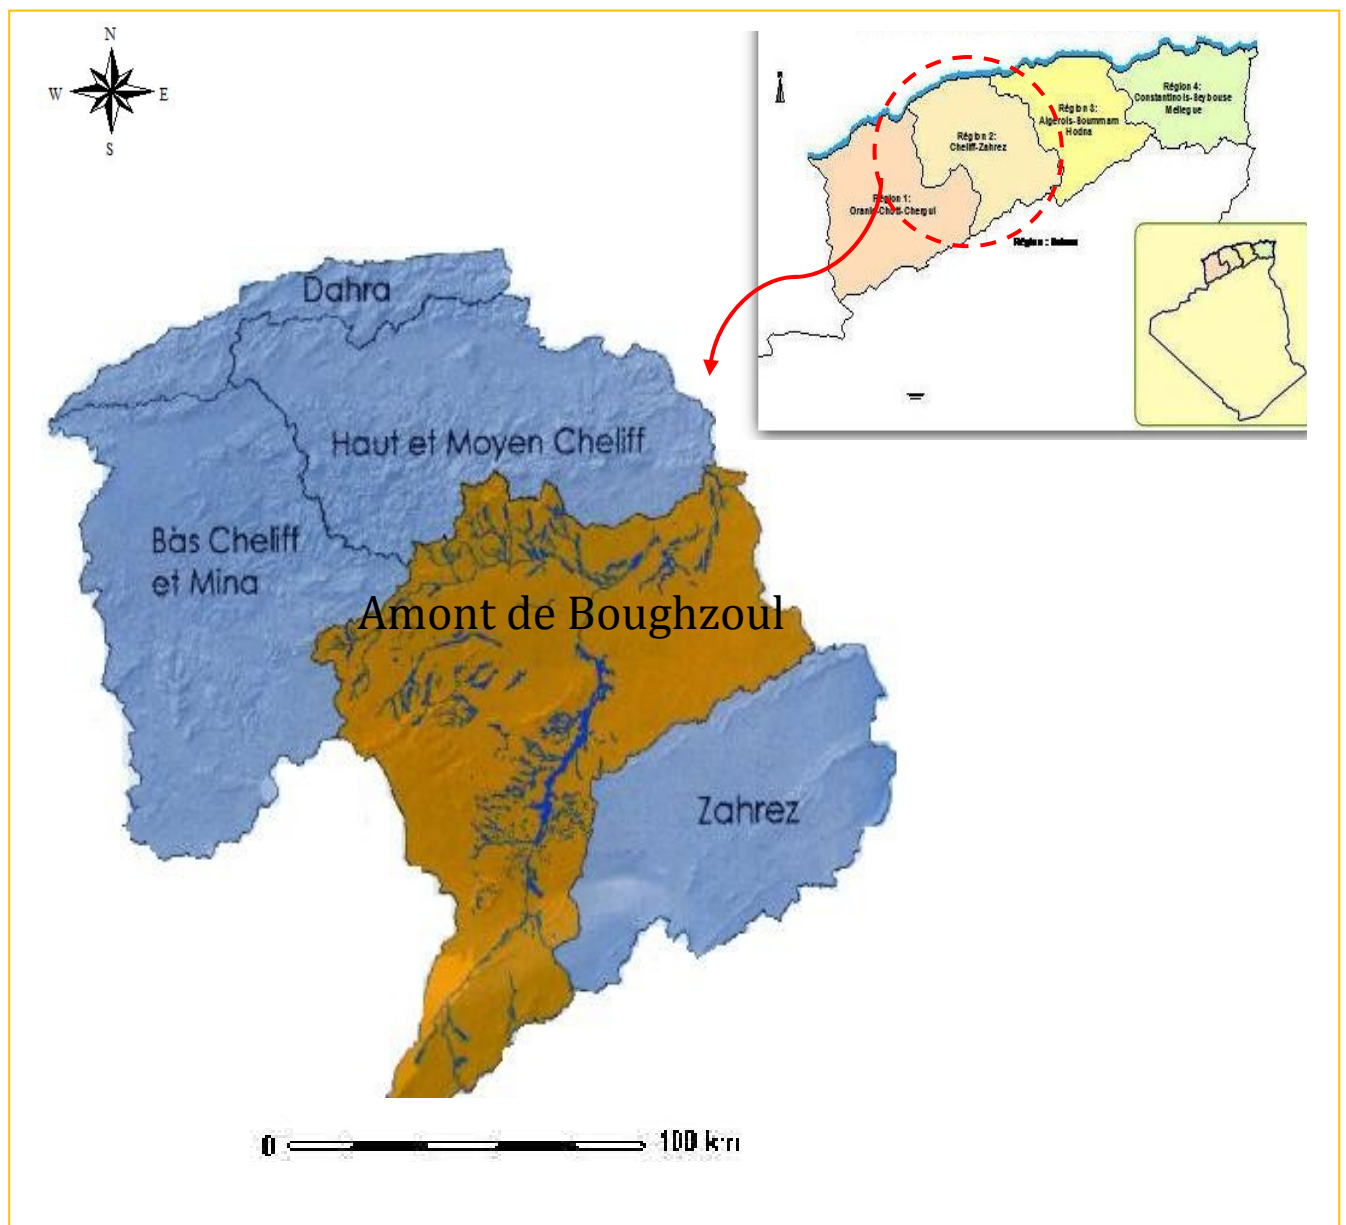 N
W
E
S
Région 4:
Constantinois-Seybouse
Mellegue
Région 3:
Algerois-Soummam
Hodna
Région 2:
Cheliff-Zahrez
Région 1:
Oranie-Chott-Chergui
Région :
Dahra
Haut et Moyen Cheliff
Bas Cheliff
et Mina
Amont de Boughzoul
Zahrez
0
100 km